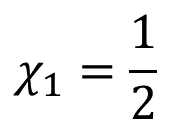 χ₁ = 1/2